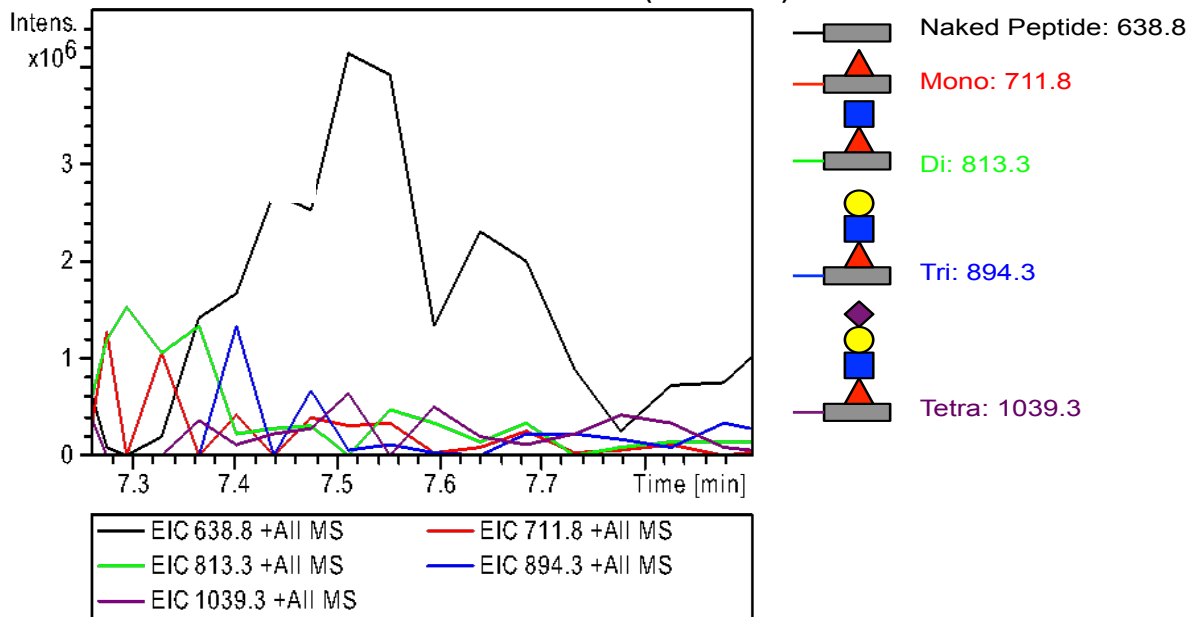 Intens.
x10⁶
3
2
1
0
7.3 7.4 7.5 7.6 7.7 Time [min]
EIC 638.8 +All MS EIC 711.8 +All MS
EIC 813.3 +All MS EIC 894.3 +All MS
EIC 1039.3 +All MS
Naked Peptide: 638.8
Mono: 711.8
Di: 813.3
Tri: 894.3
Tetra: 1039.3